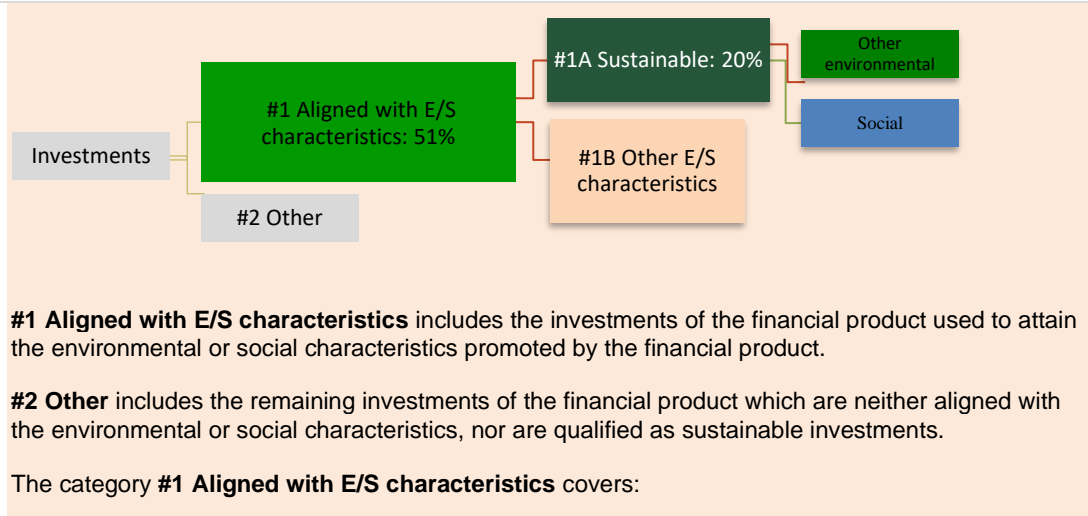 #1A Sustainable: 20%
Other
environmental
#1 Aligned with E/S
characteristics: 51%
Social
Investments
#1B Other E/S
characteristics
#2 Other
#1 Aligned with E/S characteristics includes the investments of the financial product used to attain
the environmental or social characteristics promoted by the financial product.
#2 Other includes the remaining investments of the financial product which are neither aligned with
the environmental or social characteristics, nor are qualified as sustainable investments.
The category #1 Aligned with E/S characteristics covers: